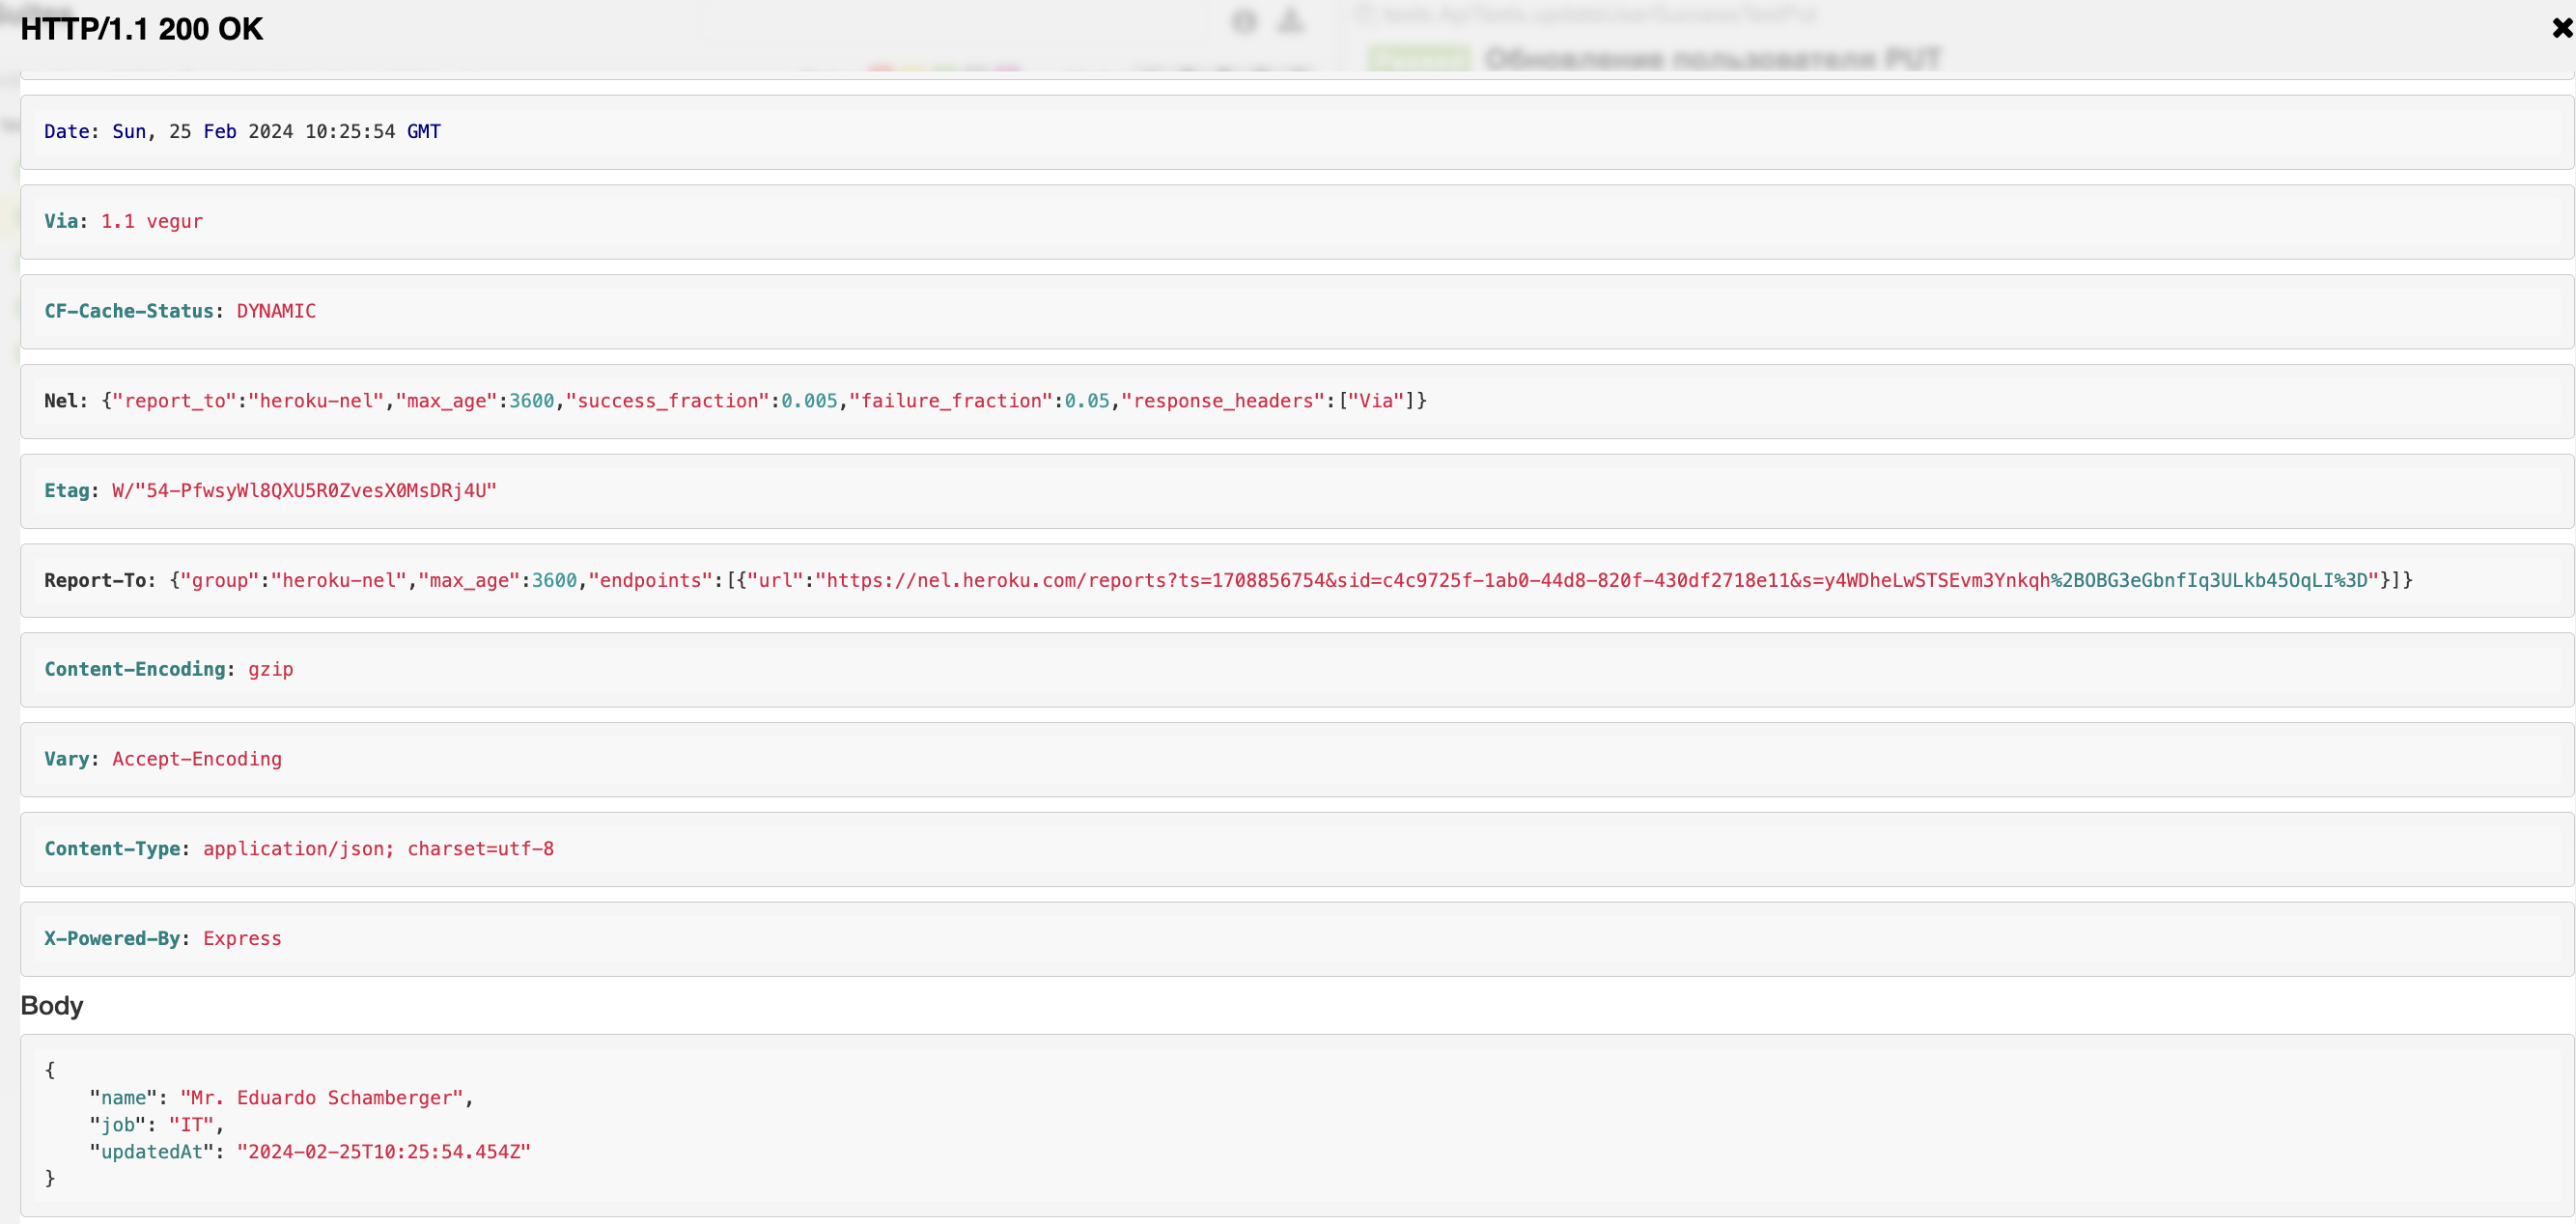 HTTP/1.1 200 OK
Обновление пользователя PUT
Date: Sun, 25 Feb 2024 10:25:54 GMT
Via: 1.1 vegur
CF-Cache-Status: DYNAMIC
Nel: {"report_to":"heroku-nel","max_age":3600,"success_fraction":0.005,"failure_fraction":0.05,"response_headers":["Via"]}
Etag: W/"54-PfwsyWl8QXU5R0ZvesX0MsDRj4U"
Report-To: {"group":"heroku-nel","max_age":3600,"endpoints":[{"url":"https://nel.heroku.com/reports?ts=1708856754&sid=c4c9725f-1ab0-44d8-820f-430df2718e11&s=y4WDheLwSTSEvm3Ynkqh%2BOBG3eGbnfIq3ULkb45OqLI%3D"}]}
Content-Encoding: gzip
Vary: Accept-Encoding
Content-Type: application/json; charset=utf-8
X-Powered-By: Express
Body
{
"name": "Mr. Eduardo Schamberger",
"job": "IT",
"updatedAt": "2024-02-25T10:25:54.454Z"
}